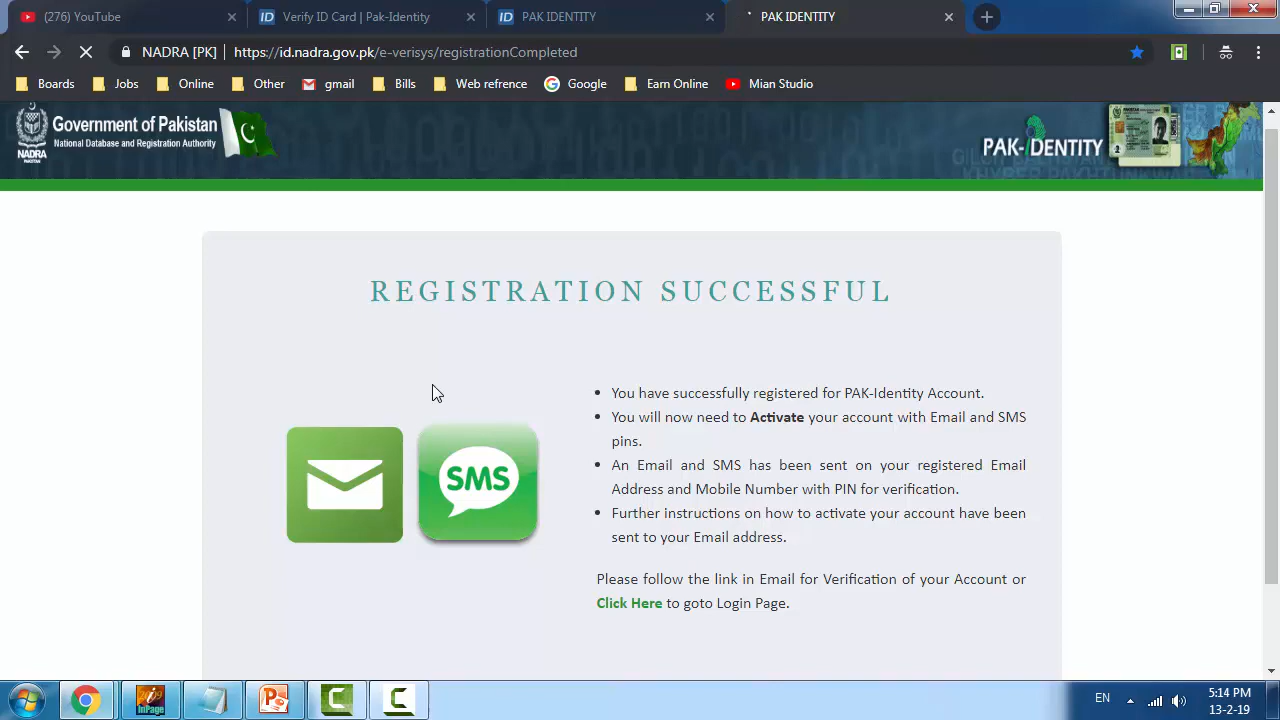 (276) YouTube
Verify ID Card | Pak-Identity
PAK IDENTITY
PAK IDENTITY
NADRA [PK] | https://id.nadra.gov.pk/e-verisys/registrationCompleted
Boards Jobs Online Other gmail Bills Web refrence Google Earn Online Mian Studio
Government of Pakistan
National Database and Registration Authority
NADRA
PAKISTAN
PAK-IDENTITY
REGISTRATION SUCCESSFUL
• You have successfully registered for PAK-Identity Account.
• You will now need to Activate your account with Email and SMS
pins.
SMS
• An Email and SMS has been sent on your registered Email
Address and Mobile Number with PIN for verification.
• Further instructions on how to activate your account have been
sent to your Email address.
Please follow the link in Email for Verification of your Account or
Click Here to goto Login Page.
2009
InPage
EN
5:14 PM
13-2-19